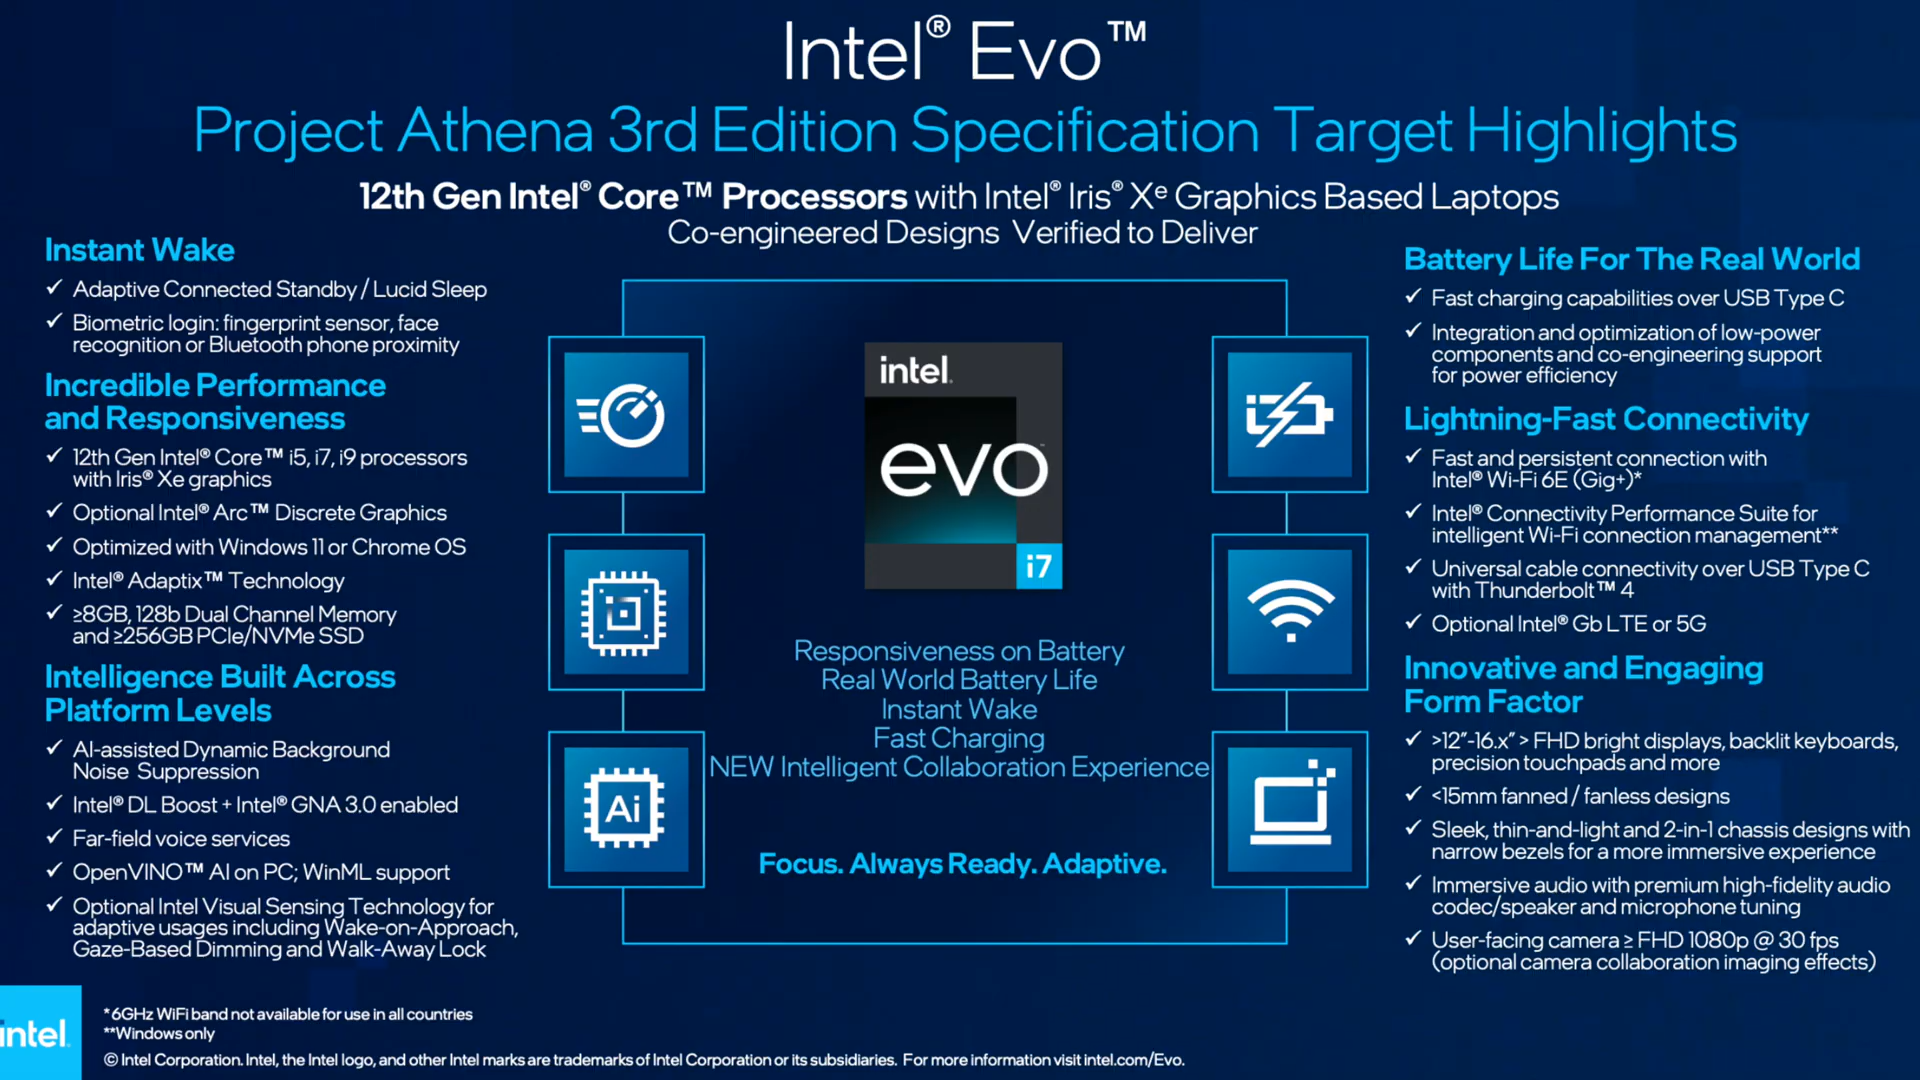 Intel® Evo™
Project Athena 3rd Edition Specification Target Highlights
12th Gen Intel® Core™ Processors with Intel® Iris® Xᵉ Graphics Based Laptops
Co-engineered Designs Verified to Deliver
Instant Wake
✓ Adaptive Connected Standby / Lucid Sleep
✓ Biometric login: fingerprint sensor, face
recognition or Bluetooth phone proximity
Incredible Performance
and Responsiveness
✓ 12th Gen Intel® Core™ i5, i7, i9 processors
with Iris® Xe graphics
✓ Optional Intel® Arc™ Discrete Graphics
✓ Optimized with Windows 11 or Chrome OS
✓ Intel® Adaptix™ Technology
✓ ≥8GB, 128b Dual Channel Memory
and ≥256GB PCIe/NVMe SSD
Intelligence Built Across
Platform Levels
✓ AI-assisted Dynamic Background
Noise Suppression
✓ Intel® DL Boost + Intel® GNA 3.0 enabled
✓ Far-field voice services
✓ OpenVINO™ AI on PC; WinML support
✓ Optional Intel Visual Sensing Technology for
adaptive usages including Wake-on-Approach,
Gaze-Based Dimming and Walk-Away Lock
Ai
intel.
evo™
i7
Responsiveness on Battery
Real World Battery Life
Instant Wake
Fast Charging
NEW Intelligent Collaboration Experience
Focus. Always Ready. Adaptive.
Battery Life For The Real World
✓ Fast charging capabilities over USB Type C
✓ Integration and optimization of low-power
components and co-engineering support
for power efficiency
Lightning-Fast Connectivity
✓ Fast and persistent connection with
Intel® Wi-Fi 6E (Gig+)*
✓ Intel® Connectivity Performance Suite for
intelligent Wi-Fi connection management**
✓ Universal cable connectivity over USB Type C
with Thunderbolt™ 4
✓ Optional Intel® Gb LTE or 5G
Innovative and Engaging
Form Factor
✓ >12”-16.x” > FHD bright displays, backlit keyboards,
precision touchpads and more
✓ <15mm fanned / fanless designs
✓ Sleek, thin-and-light and 2-in-1 chassis designs with
narrow bezels for a more immersive experience
✓ Immersive audio with premium high-fidelity audio
codec/speaker and microphone tuning
✓ User-facing camera ≥ FHD 1080p @ 30 fps
(optional camera collaboration imaging effects)
intel.
* 6GHz WiFi band not available for use in all countries
**Windows only
© Intel Corporation. Intel, the Intel logo, and other Intel marks are trademarks of Intel Corporation or its subsidiaries. For more information visit intel.com/Evo.